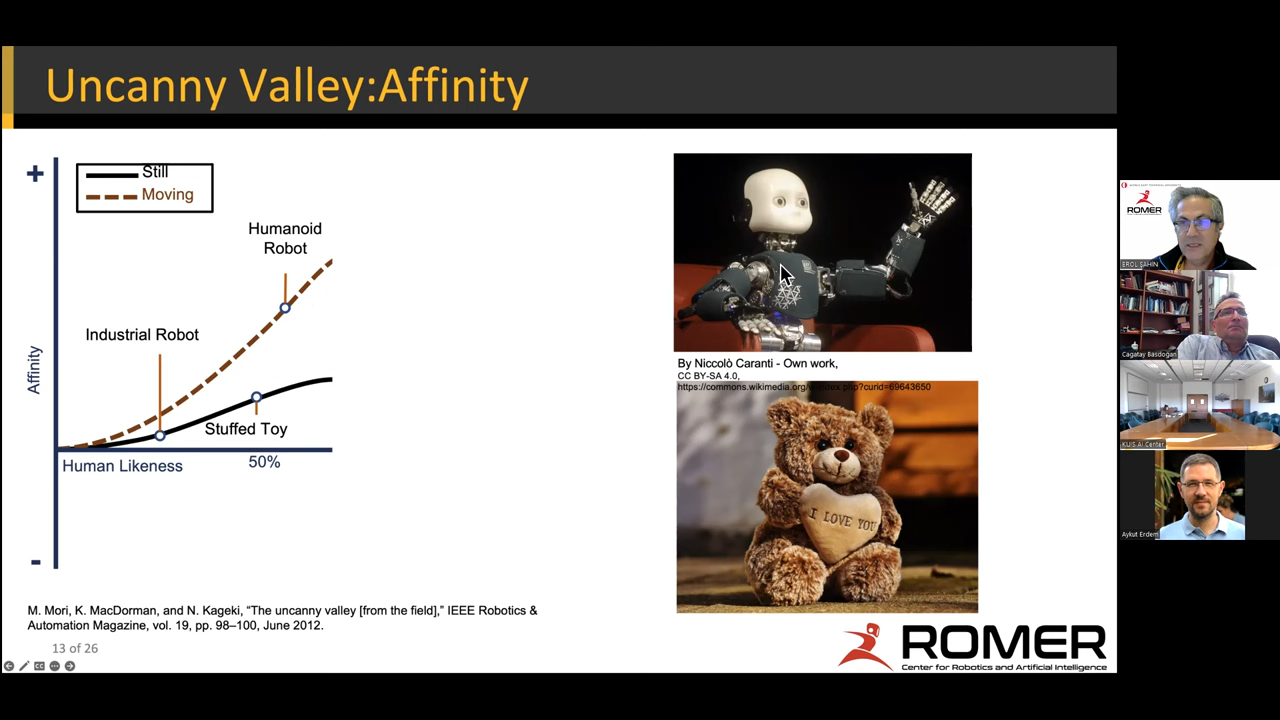 Uncanny Valley:Affinity
+
Still
Moving
Humanoid
Robot
Industrial Robot
Affinity
Stuffed Toy
Human Likeness
50%
-
By Niccolò Caranti - Own work,
CC BY-SA 4.0,
https://commons.wikimedia.org/w/index.php?curid=69643650
I LOVE YOU
M. Mori, K. MacDorman, and N. Kageki, “The uncanny valley [from the field],” IEEE Robotics &
Automation Magazine, vol. 19, pp. 98–100, June 2012.
13 of 26
ROMER
Center for Robotics and Artificial Intelligence
ROMER
EROL SAHIN
Cagatay Basdogan
KUIS AI Center
Aykut Erdem